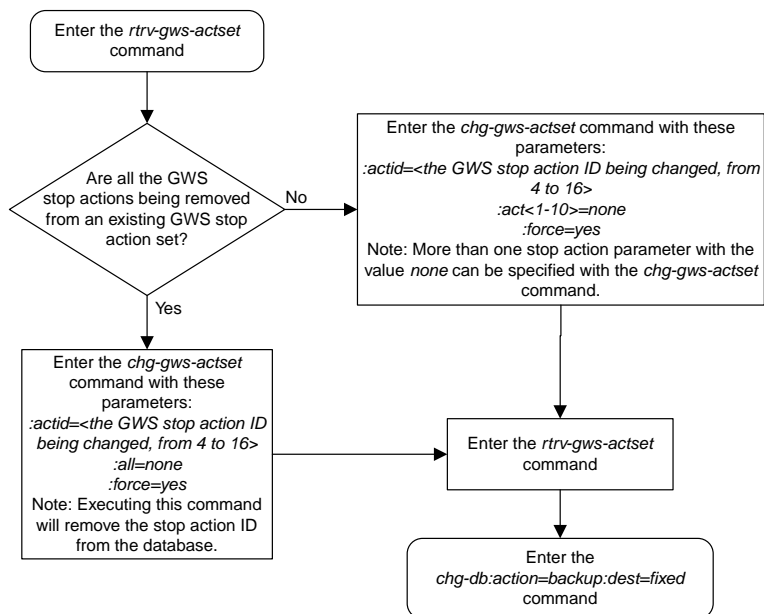 Enter the rtrv-gws-actset
command
Are all the GWS
stop actions being removed
from an existing GWS stop
action set?
No
Enter the chg-gws-actset command with these
parameters:
:actid=<the GWS stop action ID being changed, from
4 to 16>
:act<1-10>=none
:force=yes
Note: More than one stop action parameter with the
value none can be specified with the chg-gws-actset
command.
Yes
Enter the chg-gws-actset
command with these
parameters:
:actid=<the GWS stop action ID
being changed, from 4 to 16>
:all=none
:force=yes
Note: Executing this command
will remove the stop action ID
from the database.
Enter the rtrv-gws-actset
command
Enter the
chg-db:action=backup:dest=fixed
command